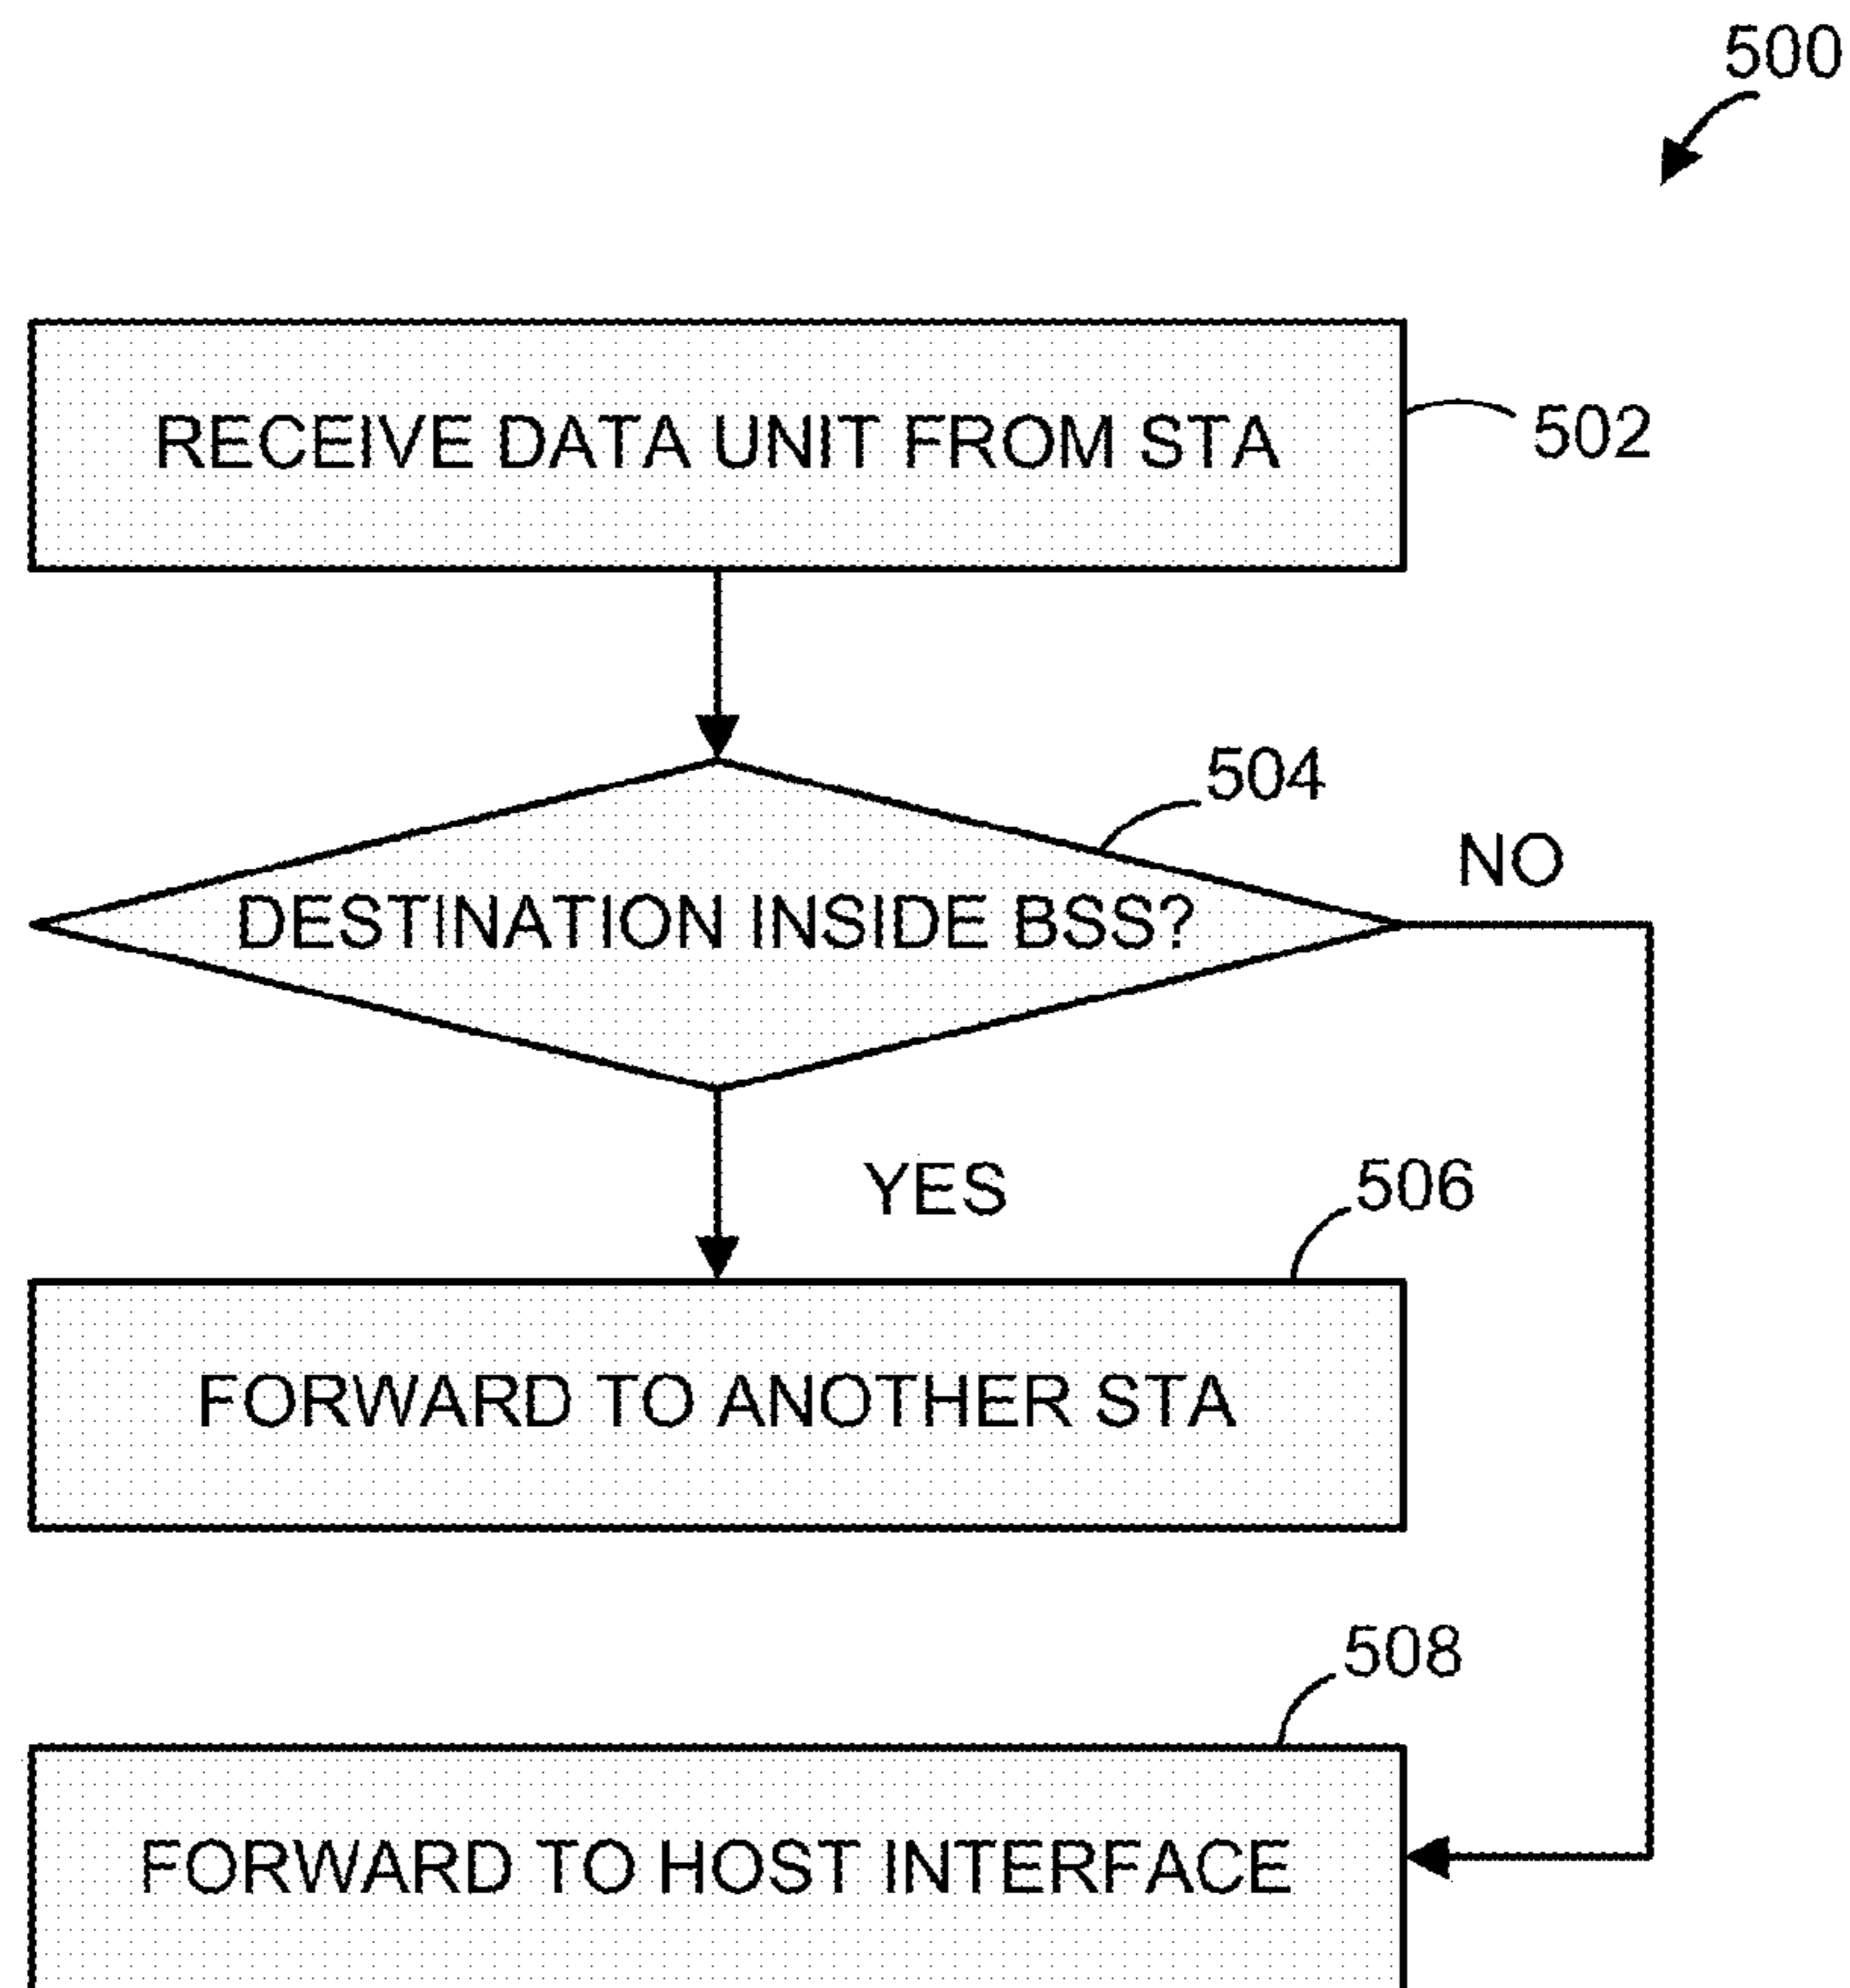 500
RECEIVE DATA UNIT FROM STA
502
504
NO
DESTINATION INSIDE BSS?
YES
506
FORWARD TO ANOTHER STA
508
FORWARD TO HOST INTERFACE